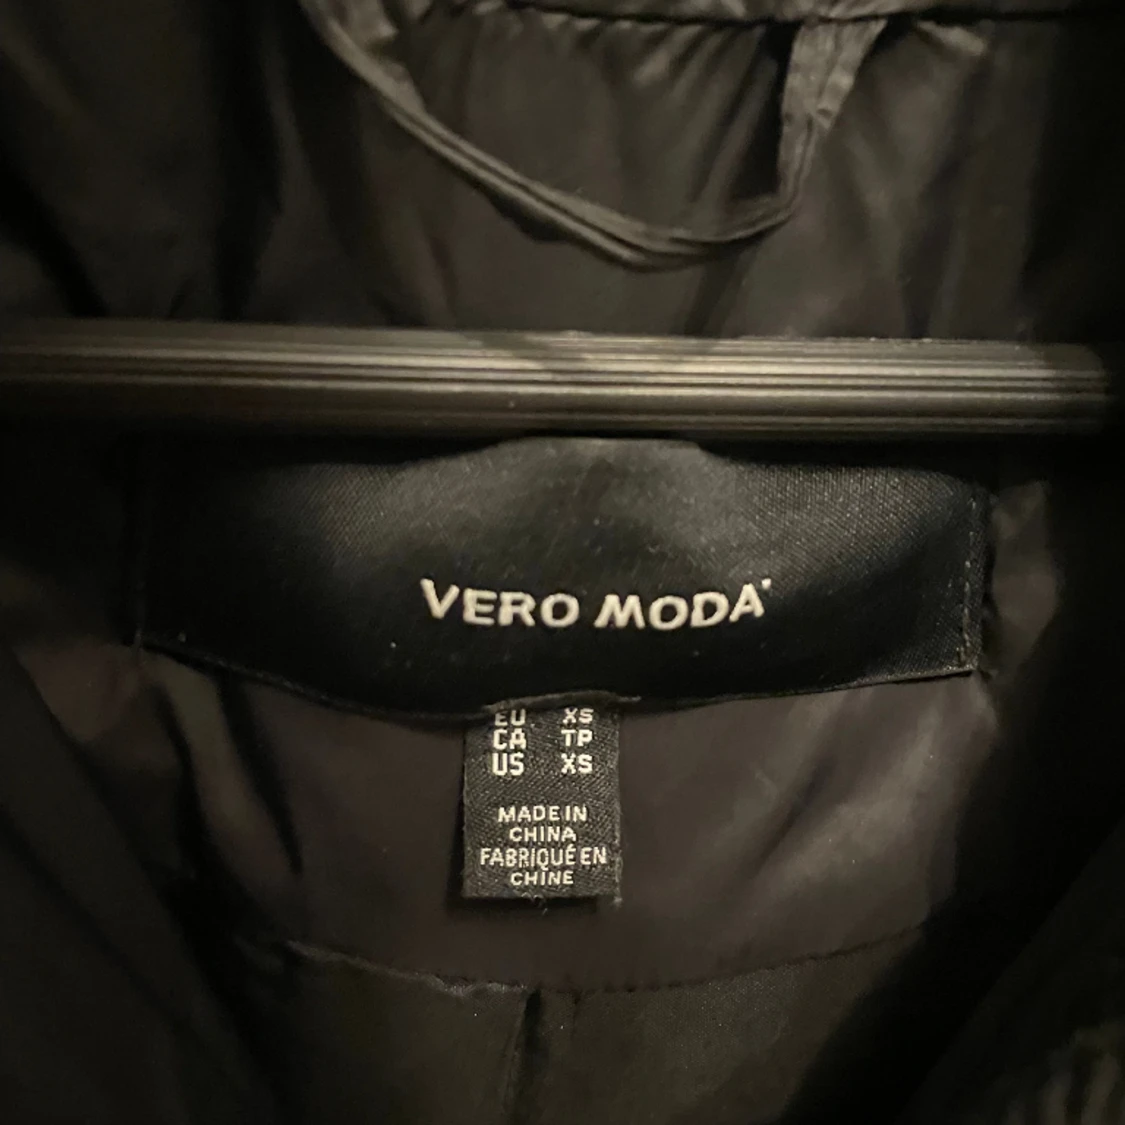 VERO MODA
EU XS
CA TP
US XS
MADE IN
CHINA
FABRIQUÉ EN
CHINE